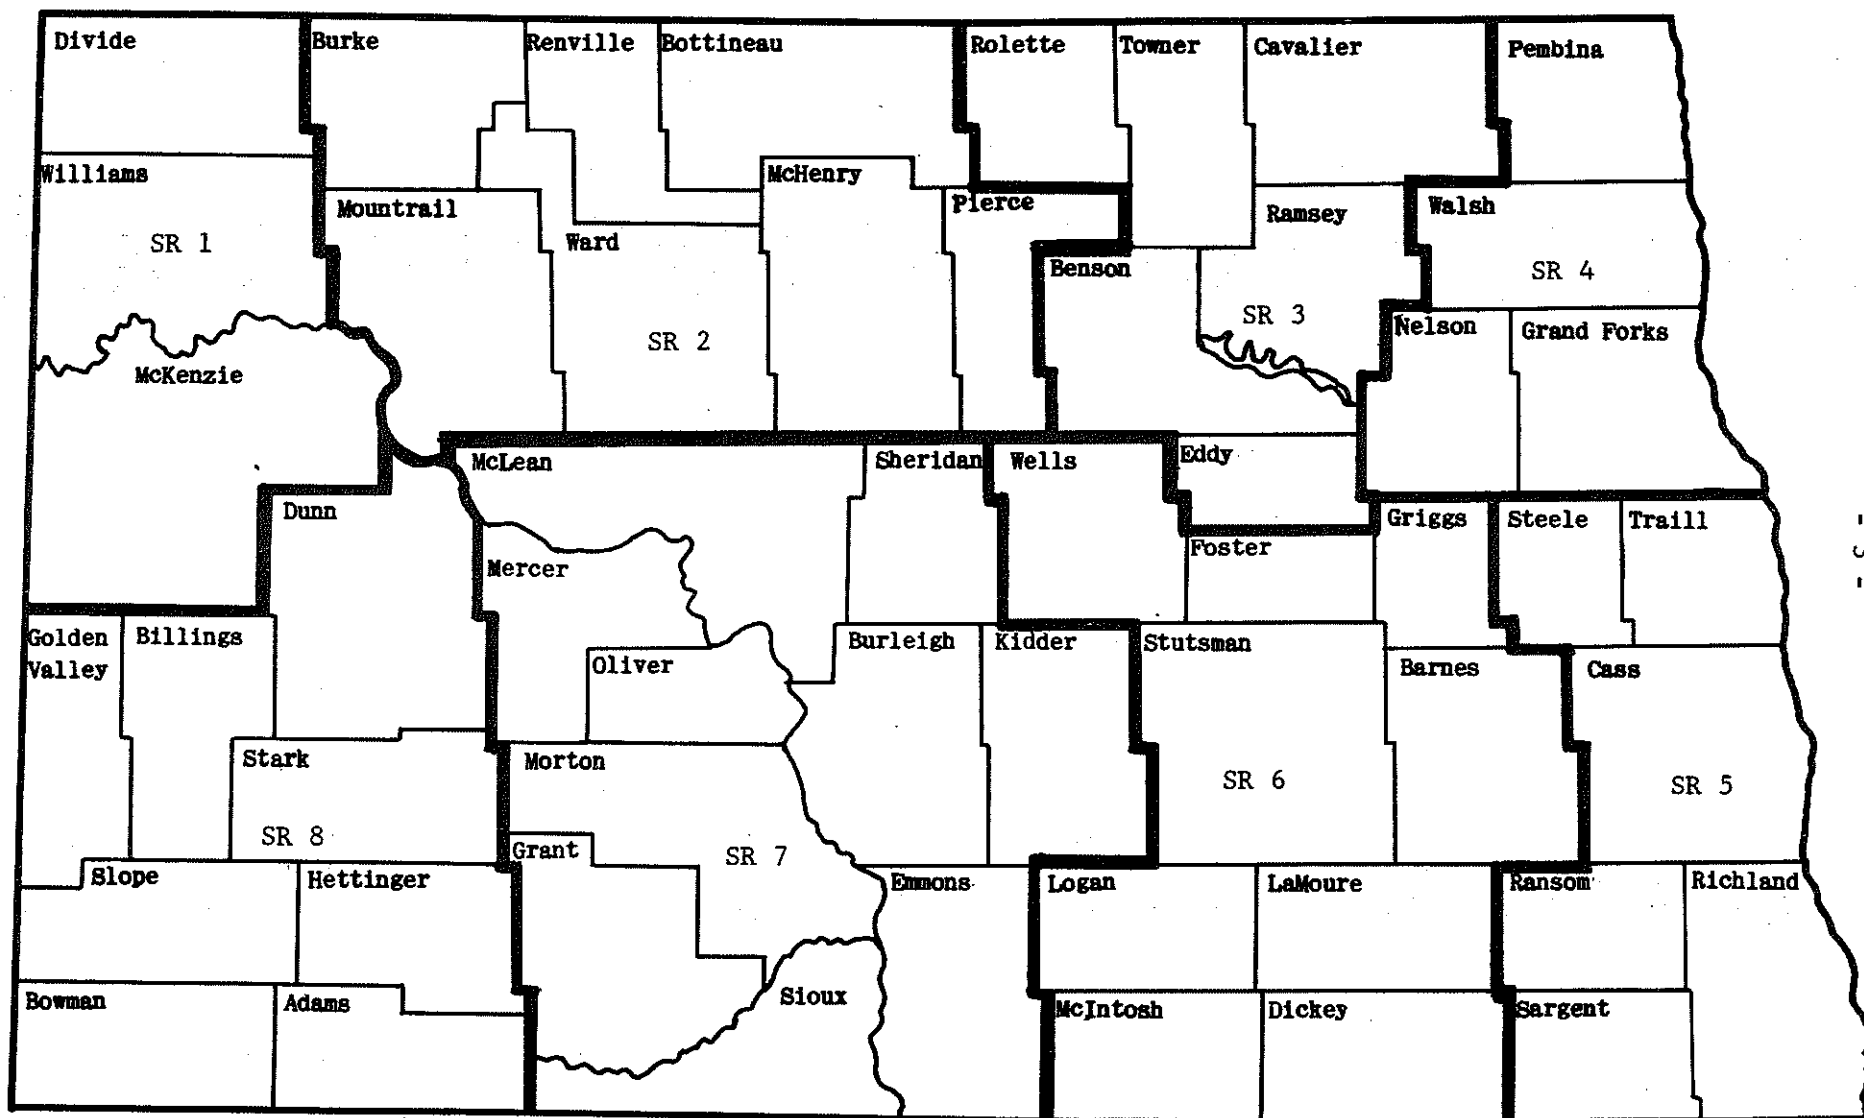 Divide
Burke
Renville
Bottineau
Rolette
Towner
Cavalier
Pembina
Williams
McHenry
Mountrail
Pierce
Ramsey
Walsh
SR 1
Ward
Benson
SR 4
SR 3
SR 2
Nelson
Grand Forks
McKenzie
McLean
Sheridan
Wells
Eddy
Dunn
Griggs
Steele
Traill
Foster
- 3 -
Mercer
Golden
Valley
Billings
Burleigh
Kidder
Stutsman
Oliver
Barnes
Cass
Stark
Morton
SR 6
SR 5
SR 8
Grant
SR 7
Slope
Hettinger
Emmons
Logan
LaMoure
Ransom
Richland
Bowman
Adams
Sioux
McIntosh
Dickey
Sargent